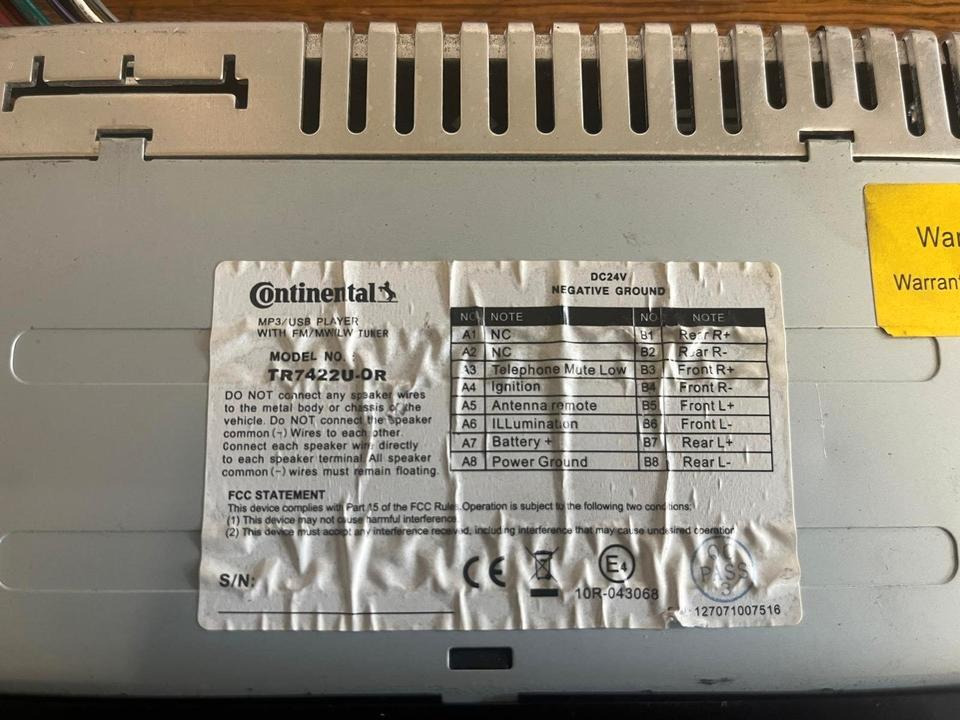 Continental
MP3/USB PLAYER
WITH FM/MW/LW TUNER
MODEL NO. :
TR7422U-OR
DO NOT connect any speaker wires
to the metal body or chassis of the
vehicle. Do NOT connect the speaker
common (-) Wires to each other.
Connect each speaker wire directly
to each speaker terminal. All speaker
common (-) wires must remain floating.
DC24V
NEGATIVE GROUND
NO NOTE NO NOTE
A1 NC B1 Rear R+
A2 NC B2 Rear R-
A3 Telephone Mute Low B3 Front R+
A4 Ignition B4 Front R-
A5 Antenna remote B5 Front L+
A6 ILLumination B6 Front L-
A7 Battery + B7 Rear L+
A8 Power Ground B8 Rear L-
FCC STATEMENT
This device complies with Part 15 of the FCC Rules. Operation is subject to the following two conditions:
(1) This device may not cause harmful interference.
(2) This device must accept any interference received, including interference that may cause undesired operation
S/N:
CE
E4
10R-043068
QC
PASS
3
127071007516
War
Warrant